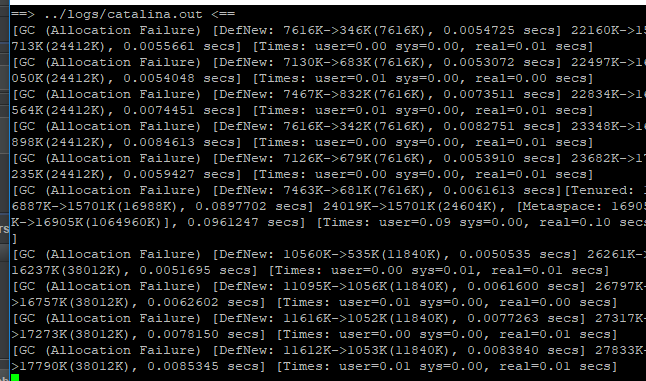 ==> ../logs/catalina.out <==
[GC (Allocation Failure) [DefNew: 7616K->346K(7616K), 0.0054725 secs] 22160K->15
713K(24412K), 0.0055661 secs] [Times: user=0.00 sys=0.00, real=0.01 secs]
[GC (Allocation Failure) [DefNew: 7130K->683K(7616K), 0.0053072 secs] 22497K->16
050K(24412K), 0.0054048 secs] [Times: user=0.01 sys=0.00, real=0.00 secs]
[GC (Allocation Failure) [DefNew: 7467K->832K(7616K), 0.0073511 secs] 22834K->16
564K(24412K), 0.0074451 secs] [Times: user=0.01 sys=0.00, real=0.01 secs]
[GC (Allocation Failure) [DefNew: 7616K->342K(7616K), 0.0082751 secs] 23348K->16
898K(24412K), 0.0084613 secs] [Times: user=0.01 sys=0.00, real=0.01 secs]
[GC (Allocation Failure) [DefNew: 7126K->679K(7616K), 0.0053910 secs] 23682K->17
235K(24412K), 0.0059427 secs] [Times: user=0.01 sys=0.00, real=0.01 secs]
[GC (Allocation Failure) [DefNew: 7463K->681K(7616K), 0.0061613 secs][Tenured: 1
6887K->15701K(16988K), 0.0897702 secs] 24019K->15701K(24604K), [Metaspace: 16905
K->16905K(1064960K)], 0.0961247 secs] [Times: user=0.09 sys=0.00, real=0.10 secs
]
[GC (Allocation Failure) [DefNew: 10560K->535K(11840K), 0.0050535 secs] 26261K->
16237K(38012K), 0.0051695 secs] [Times: user=0.00 sys=0.01, real=0.01 secs]
[GC (Allocation Failure) [DefNew: 11095K->1056K(11840K), 0.0061600 secs] 26797K-
>16757K(38012K), 0.0062602 secs] [Times: user=0.01 sys=0.00, real=0.01 secs]
[GC (Allocation Failure) [DefNew: 11616K->1052K(11840K), 0.0077263 secs] 27317K-
>17273K(38012K), 0.0078150 secs] [Times: user=0.00 sys=0.00, real=0.01 secs]
[GC (Allocation Failure) [DefNew: 11612K->1053K(11840K), 0.0083840 secs] 27833K-
>17790K(38012K), 0.0085345 secs] [Times: user=0.01 sys=0.00, real=0.01 secs]